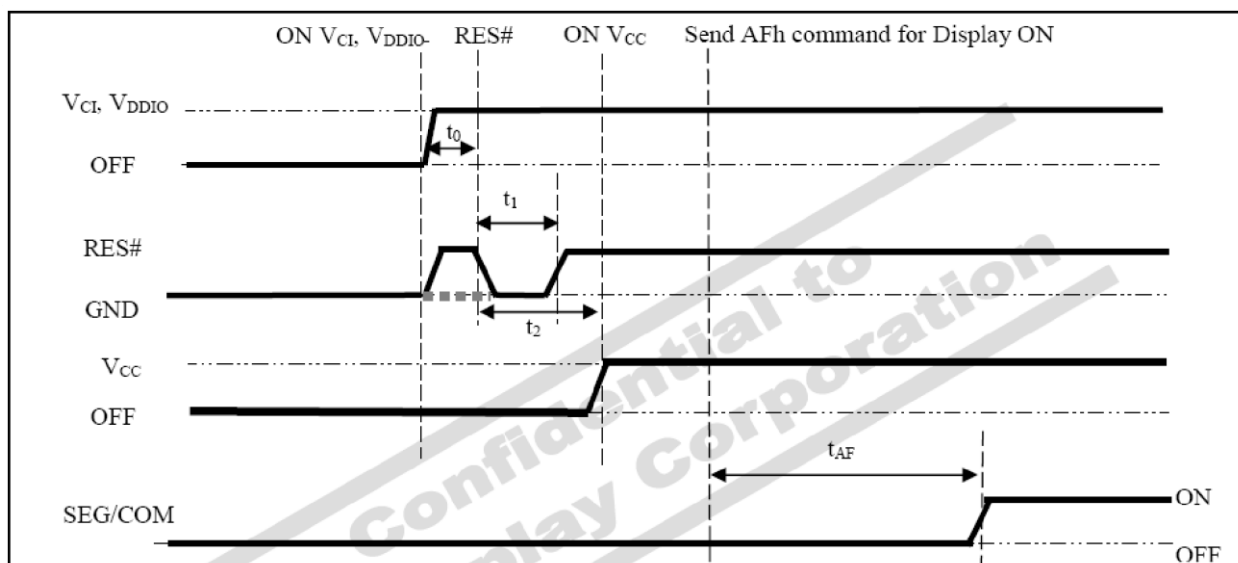 ON VCI, VDDIO- RES# ON VCC Send AFh command for Display ON
VCI, VDDIO
t0
OFF
t1
RES#
GND
t2
VCC
OFF
tAF
SEG/COM
ON
OFF
Confidential to
play Corporation